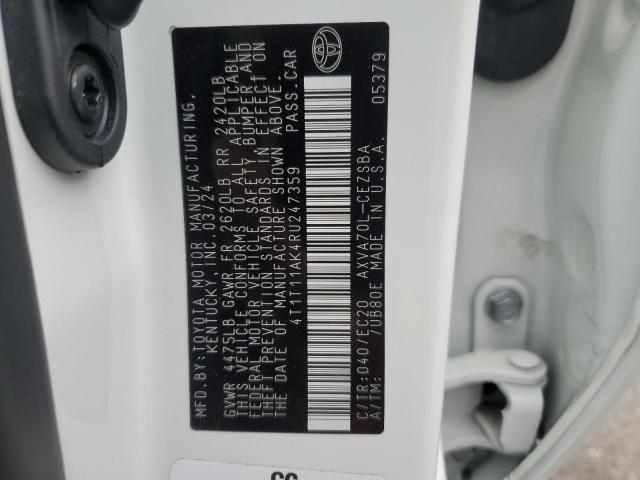 MFD.BY:TOYOTA MOTOR MANUFACTURING,
KENTUCKY, INC. 03/24
GVWR 4475LB GAWR FR 2620LB RR 2420LB
THIS VEHICLE CONFORMS TO ALL APPLICABLE
FEDERAL MOTOR VEHICLE SAFETY, BUMPER AND
THEFT PREVENTION STANDARDS IN EFFECT ON
THE DATE OF MANUFACTURE SHOWN ABOVE.
4T1T11AK4RU247359 PASS.CAR
C/TR:040/EC20 AXVA70L-CEZSBA
A/TM: 7UB80E MADE IN U.S.A. 05379